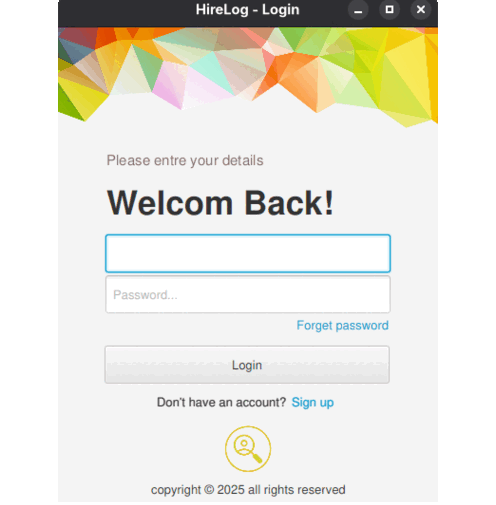 HireLog - Login
Please entre your details
Welcom Back!
Password...
Forget password
Login
Don't have an account? Sign up
copyright © 2025 all rights reserved